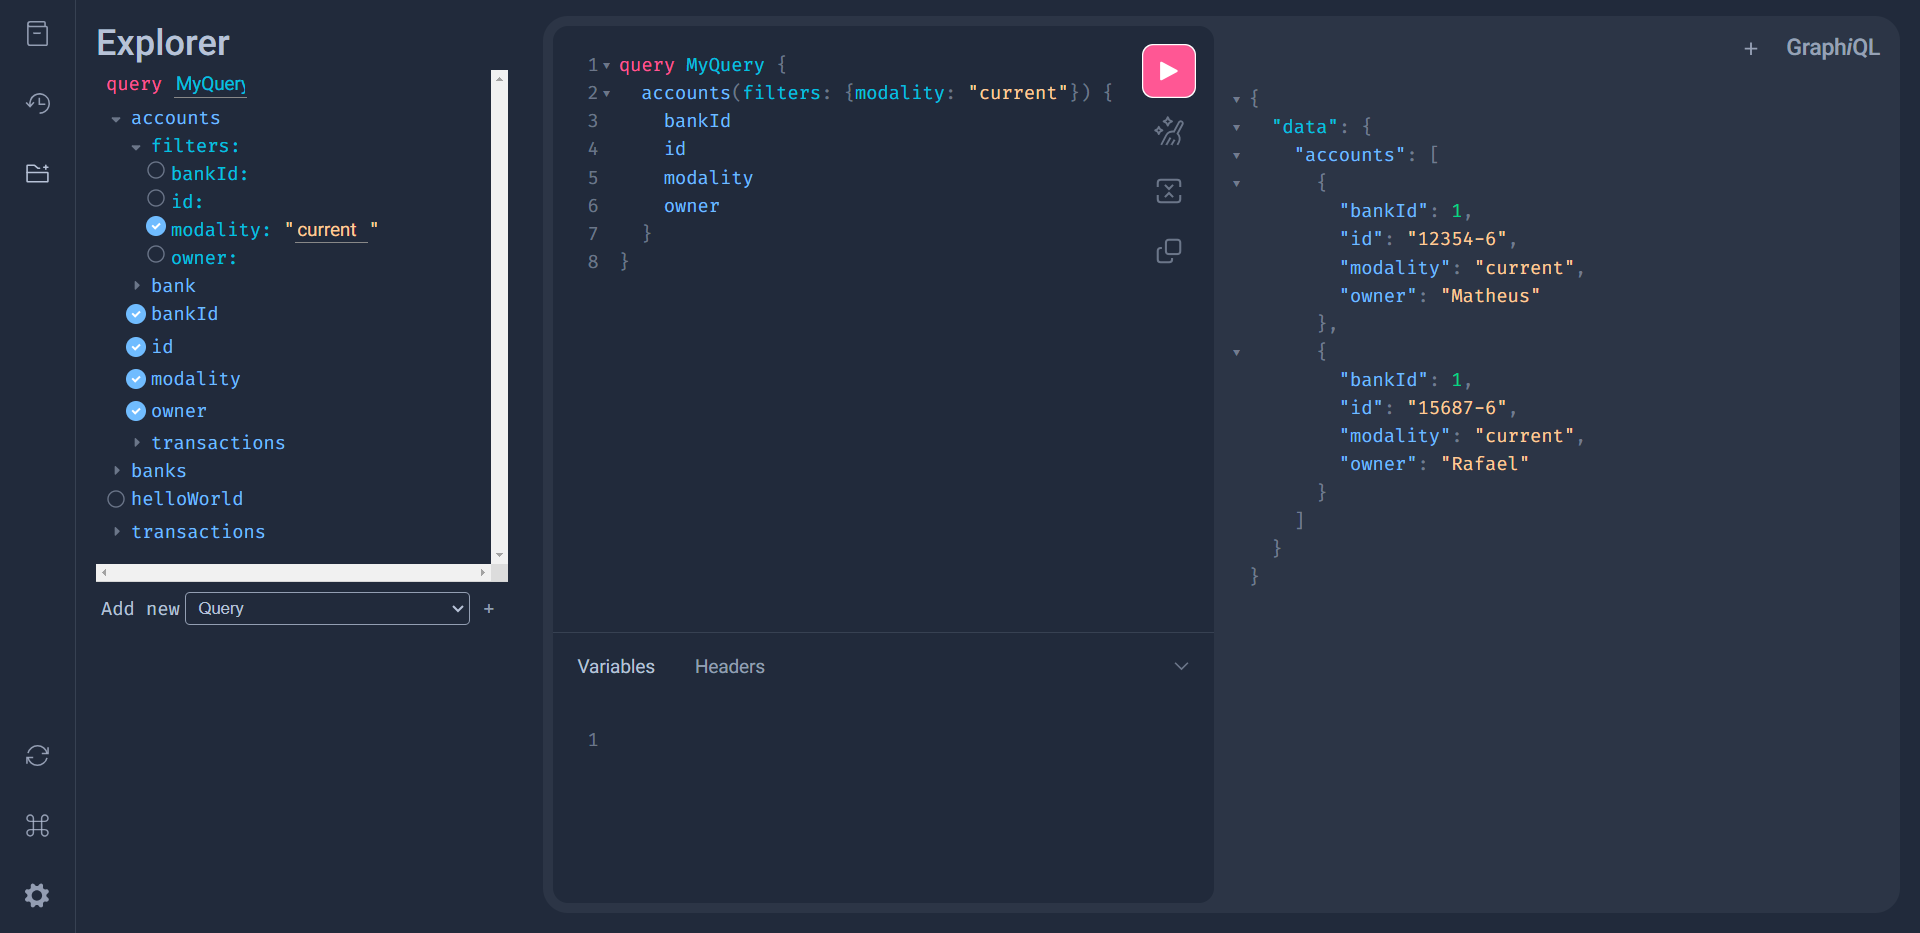 Explorer
query MyQuery
accounts
filters:
bankId:
id:
modality: "current "
owner:
bank
bankId
id
modality
owner
transactions
banks
helloWorld
transactions
Add new Query +
1 query MyQuery {
2 accounts(filters: {modality: "current"}) {
3 bankId
4 id
5 modality
6 owner
7 }
8 }
Variables Headers
1
+ GraphiQL
{
"data": {
"accounts": [
{
"bankId": 1,
"id": "12354-6",
"modality": "current",
"owner": "Matheus"
},
{
"bankId": 1,
"id": "15687-6",
"modality": "current",
"owner": "Rafael"
}
]
}
}